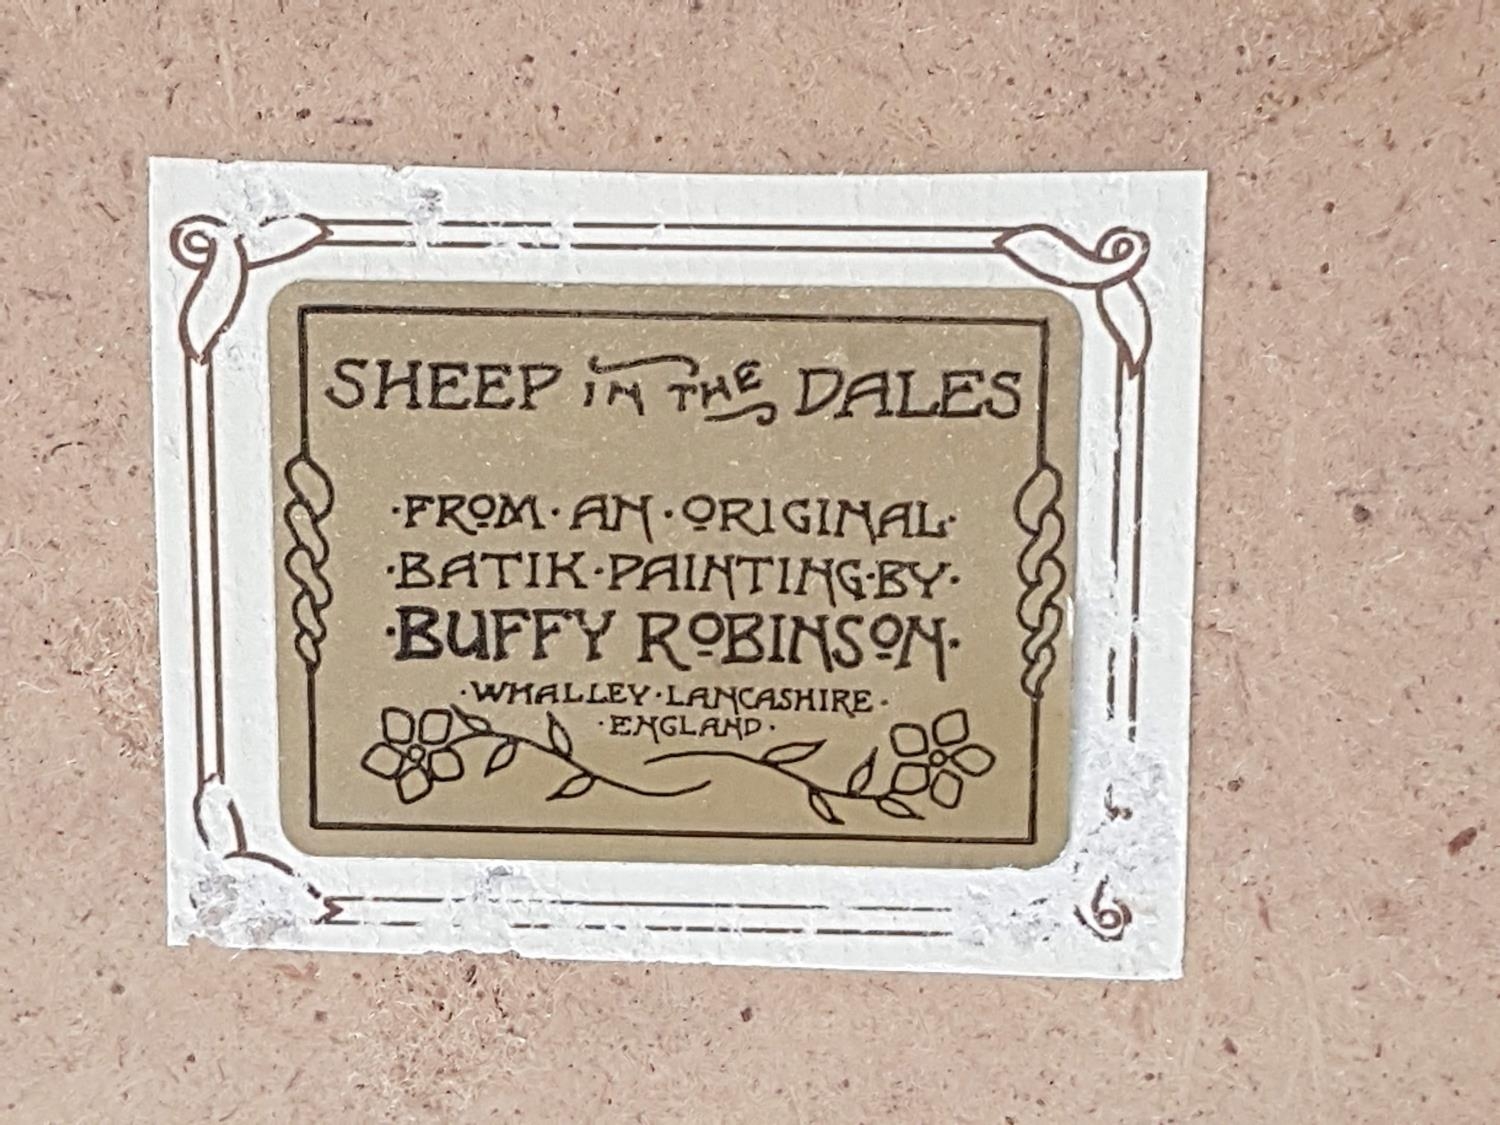 SHEEP IN THE DALES
·FROM·AN·ORIGINAL·
·BATIK·PAINTING·BY·
·BUFFY ROBINSON·
·WHALLEY·LANCASHIRE·
·ENGLAND·